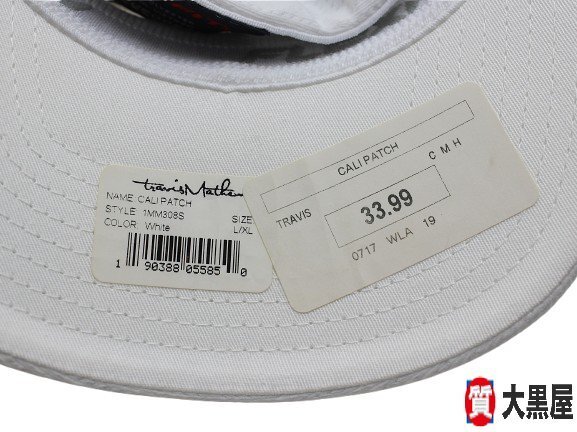 travisMathe
NAME: CALI PATCH
STYLE: 1MM308S
COLOR: White
SIZE
L/XL
1 90388 05585 0
CALI PATCH
C M H
TRAVIS
33.99
0717 WLA 19
質 大黒屋